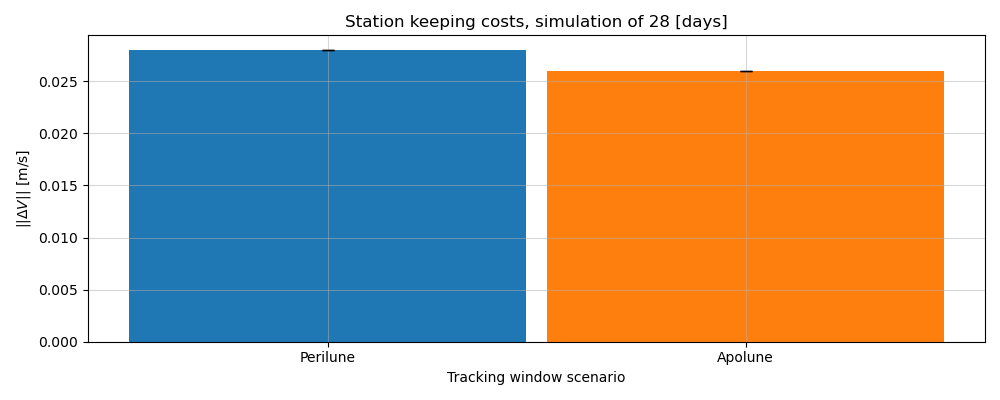 Station keeping costs, simulation of 28 [days]
||ΔV|| [m/s]
0.025
0.020
0.015
0.010
0.005
0.000
Perilune
Apolune
Tracking window scenario